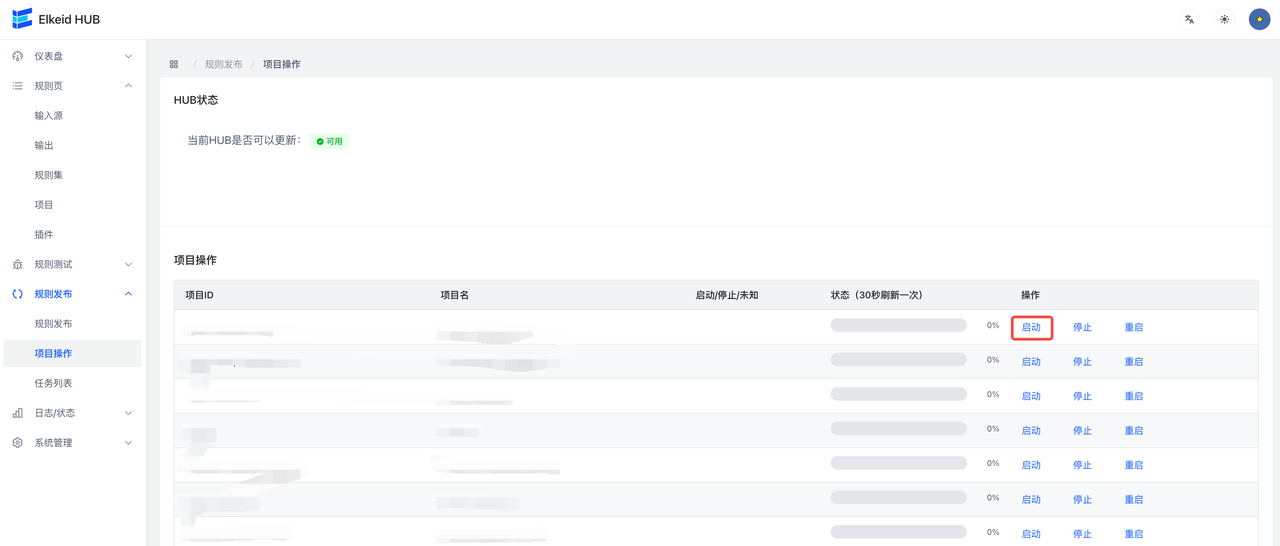 Elkeid HUB
仪表盘
规则页
输入源
输出
规则集
项目
插件
规则测试
规则发布
规则发布
项目操作
任务列表
日志/状态
系统管理
/ 规则发布 / 项目操作
HUB状态
当前HUB是否可以更新： 可用
项目操作
项目ID 项目名 启动/停止/未知 状态（30秒刷新一次） 操作
0% 启动 停止 重启
0% 启动 停止 重启
0% 启动 停止 重启
0% 启动 停止 重启
0% 启动 停止 重启
0% 启动 停止 重启
0% 启动 停止 重启